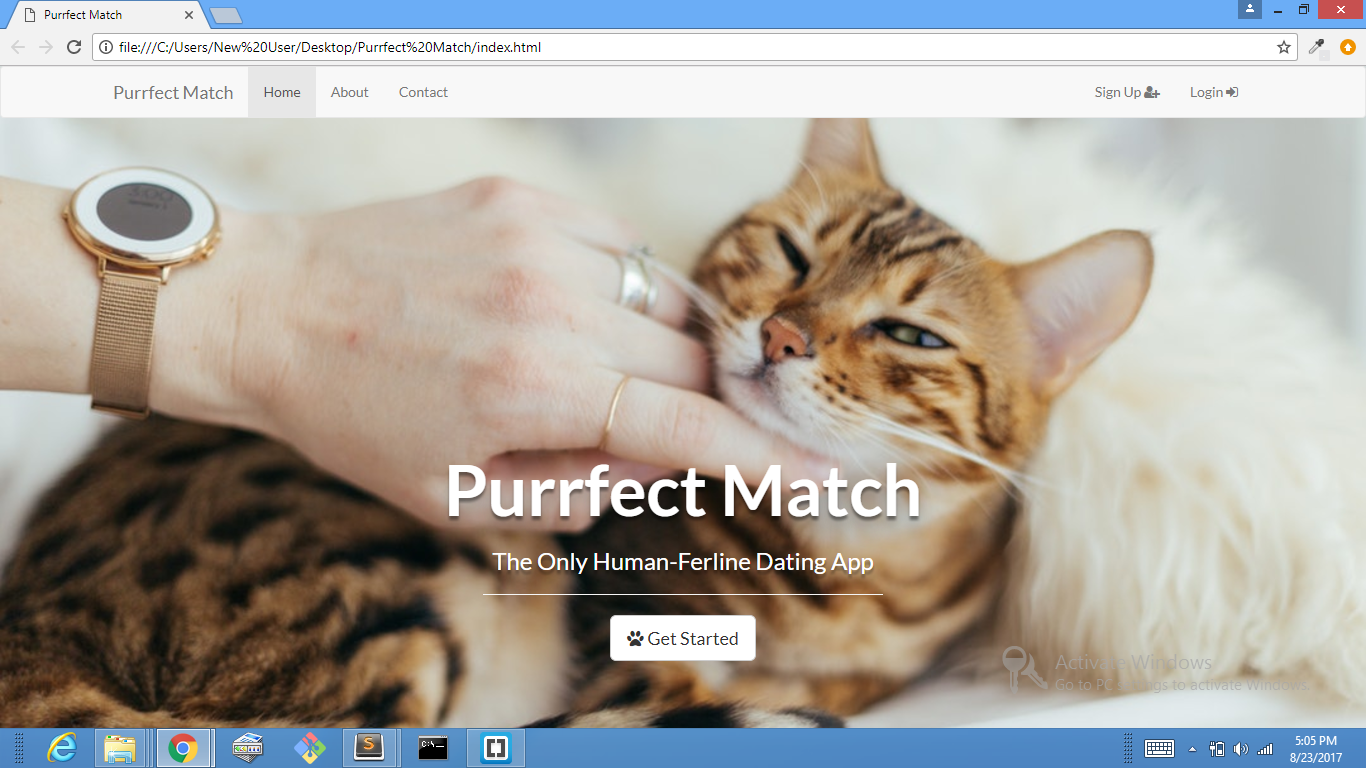 Purrfect Match
file:///C:/Users/New%20User/Desktop/Purrfect%20Match/index.html
Purrfect Match Home About Contact Sign Up Login
Purrfect Match
The Only Human-Ferline Dating App
Get Started
Activate Windows
Go to PC settings to activate Windows.
5:05 PM
8/23/2017